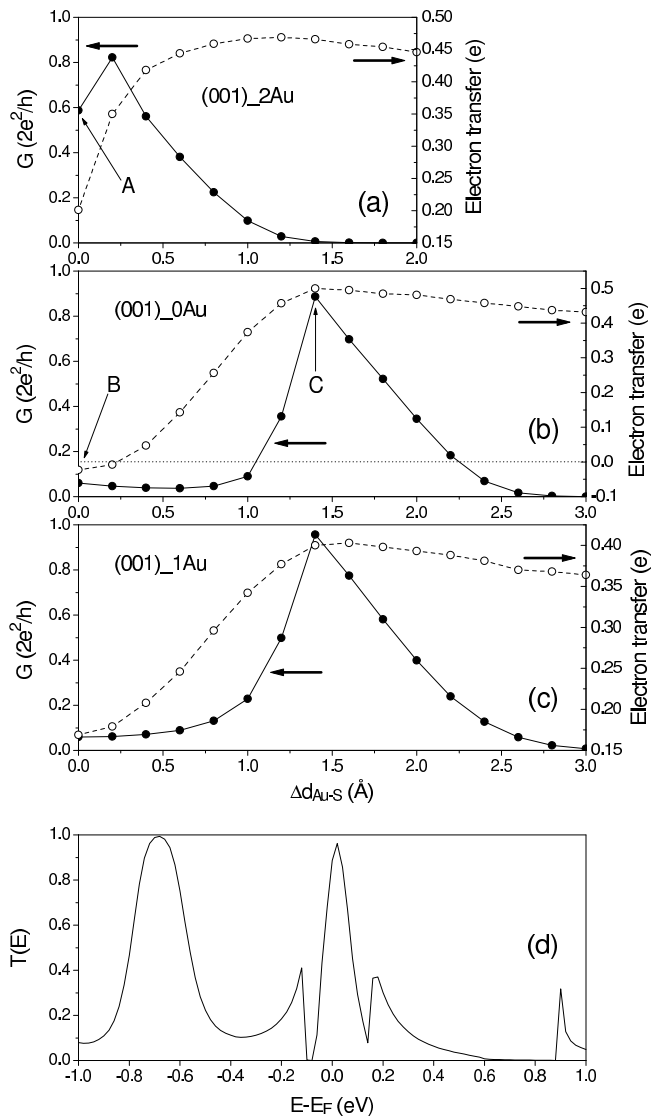 1.0
0.8
0.6
0.4
0.2
0.0
G (2e²/h)
0.50
0.45
0.40
0.35
0.30
0.25
0.20
0.15
Electron transfer (e)
(001)_2Au
A
(a)
0.0 0.5 1.0 1.5 2.0
1.0
0.8
0.6
0.4
0.2
0.0
G (2e²/h)
0.5
0.4
0.3
0.2
0.1
0.0
-0.1
Electron transfer (e)
(001)_0Au
B
C
(b)
0.0 0.5 1.0 1.5 2.0 2.5 3.0
1.0
0.8
0.6
0.4
0.2
0.0
G (2e²/h)
0.40
0.35
0.30
0.25
0.20
0.15
Electron transfer (e)
(001)_1Au
(c)
0.0 0.5 1.0 1.5 2.0 2.5 3.0
Δd_Au-S (Å)
1.0
0.8
0.6
0.4
0.2
0.0
T(E)
(d)
-1.0 -0.8 -0.6 -0.4 -0.2 0.0 0.2 0.4 0.6 0.8 1.0
E-E_F (eV)